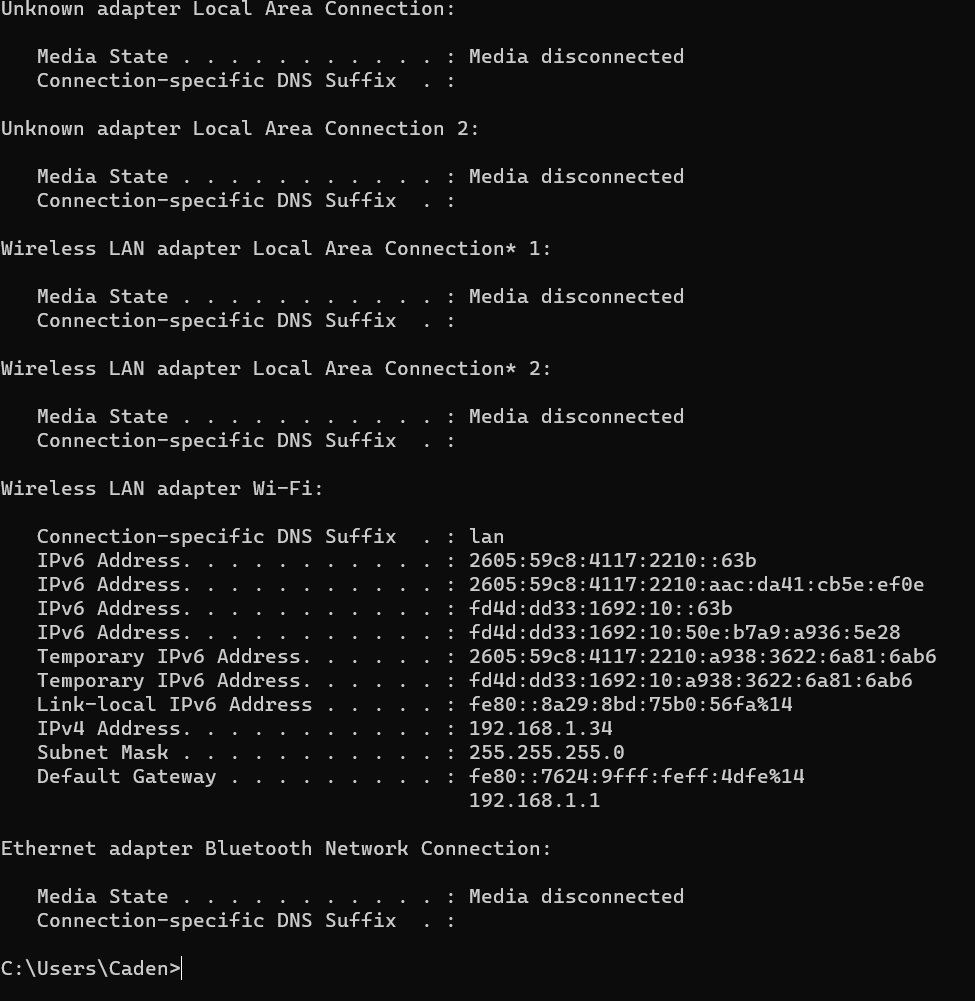 Unknown adapter Local Area Connection:
   Media State . . . . . . . . . . . : Media disconnected
   Connection-specific DNS Suffix  . :
Unknown adapter Local Area Connection 2:
   Media State . . . . . . . . . . . : Media disconnected
   Connection-specific DNS Suffix  . :
Wireless LAN adapter Local Area Connection* 1:
   Media State . . . . . . . . . . . : Media disconnected
   Connection-specific DNS Suffix  . :
Wireless LAN adapter Local Area Connection* 2:
   Media State . . . . . . . . . . . : Media disconnected
   Connection-specific DNS Suffix  . :
Wireless LAN adapter Wi-Fi:
   Connection-specific DNS Suffix  . : lan
   IPv6 Address. . . . . . . . . . . : 2605:59c8:4117:2210::63b
   IPv6 Address. . . . . . . . . . . : 2605:59c8:4117:2210:aac:da41:cb5e:ef0e
   IPv6 Address. . . . . . . . . . . : fd4d:dd33:1692:10::63b
   IPv6 Address. . . . . . . . . . . : fd4d:dd33:1692:10:50e:b7a9:a936:5e28
   Temporary IPv6 Address. . . . . . : 2605:59c8:4117:2210:a938:3622:6a81:6ab6
   Temporary IPv6 Address. . . . . . : fd4d:dd33:1692:10:a938:3622:6a81:6ab6
   Link-local IPv6 Address . . . . . : fe80::8a29:8bd:75b0:56fa%14
   IPv4 Address. . . . . . . . . . . : 192.168.1.34
   Subnet Mask . . . . . . . . . . . : 255.255.255.0
   Default Gateway . . . . . . . . . : fe80::7624:9fff:feff:4dfe%14
                                       192.168.1.1
Ethernet adapter Bluetooth Network Connection:
   Media State . . . . . . . . . . . : Media disconnected
   Connection-specific DNS Suffix  . :
C:\Users\Caden>